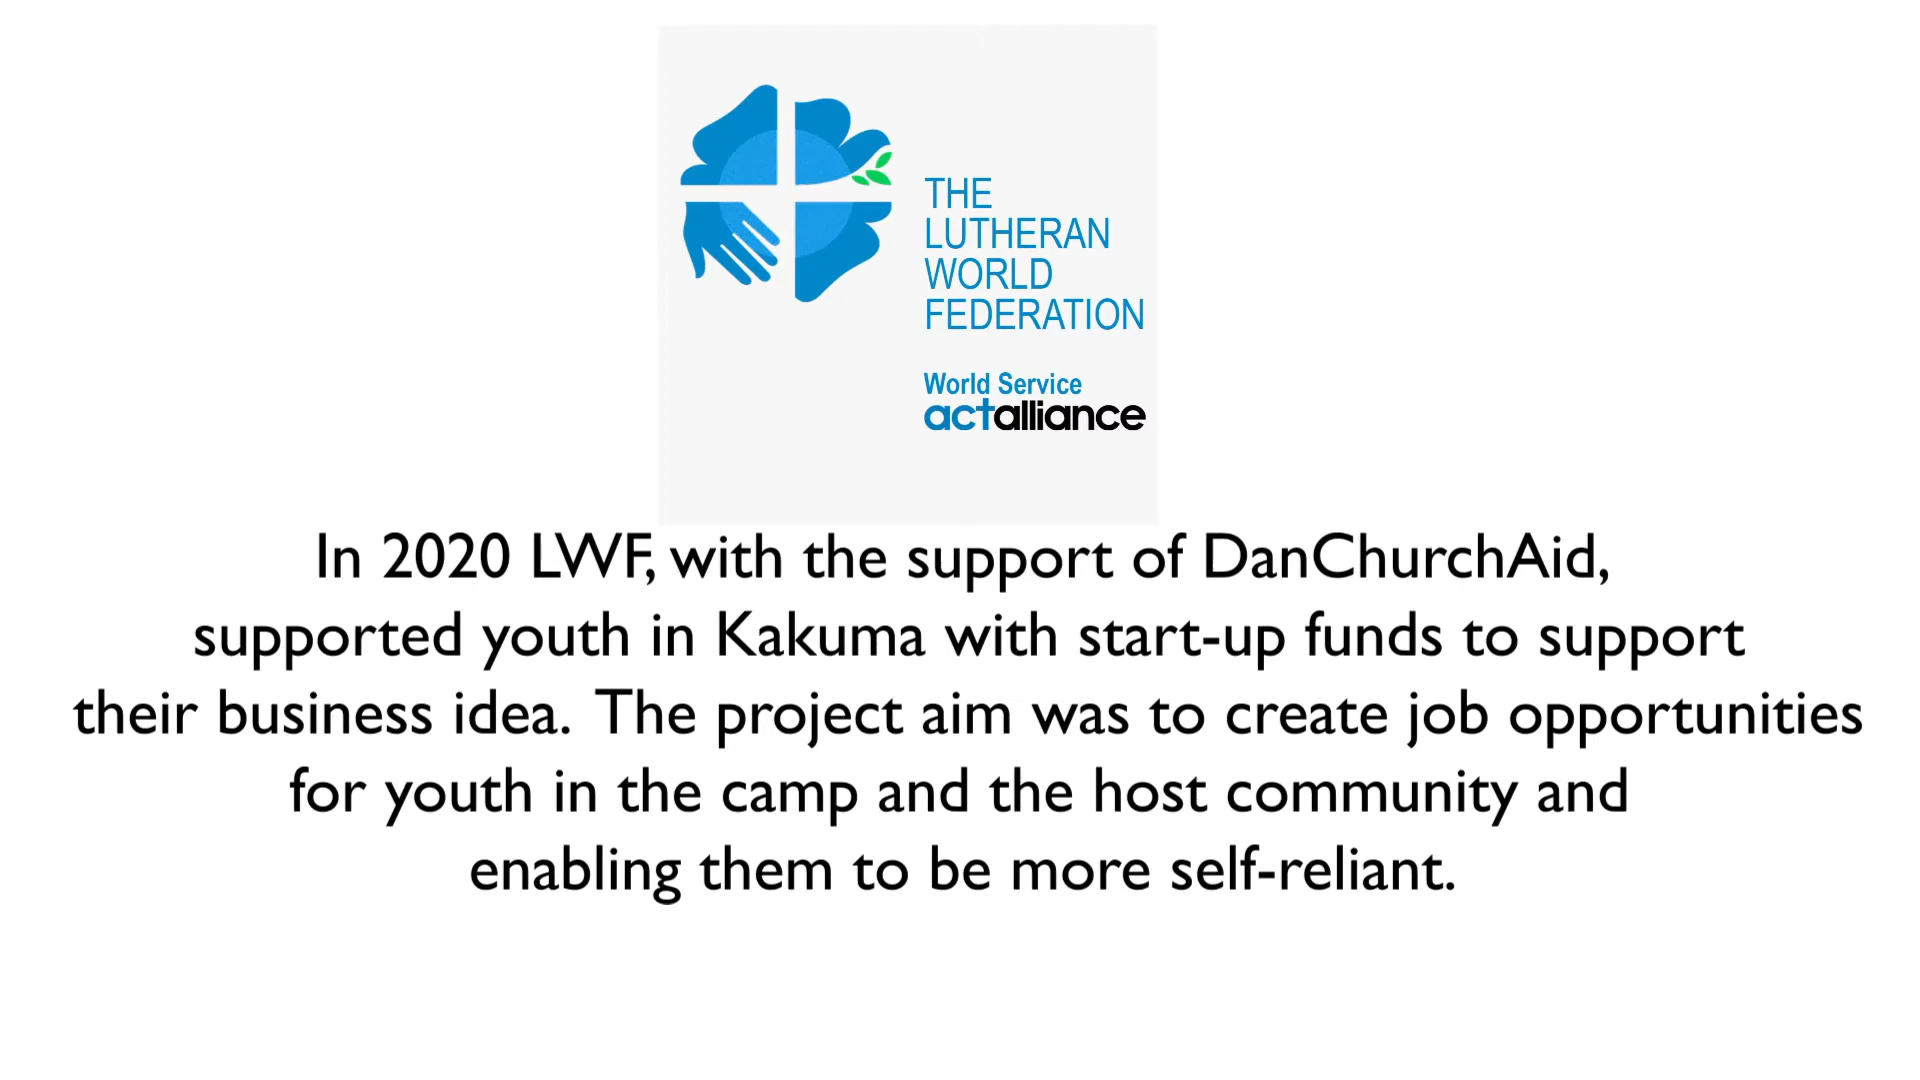 THE
LUTHERAN
WORLD
FEDERATION
World Service
actalliance
In 2020 LWF, with the support of DanChurchAid,
supported youth in Kakuma with start-up funds to support
their business idea. The project aim was to create job opportunities
for youth in the camp and the host community and
enabling them to be more self-reliant.